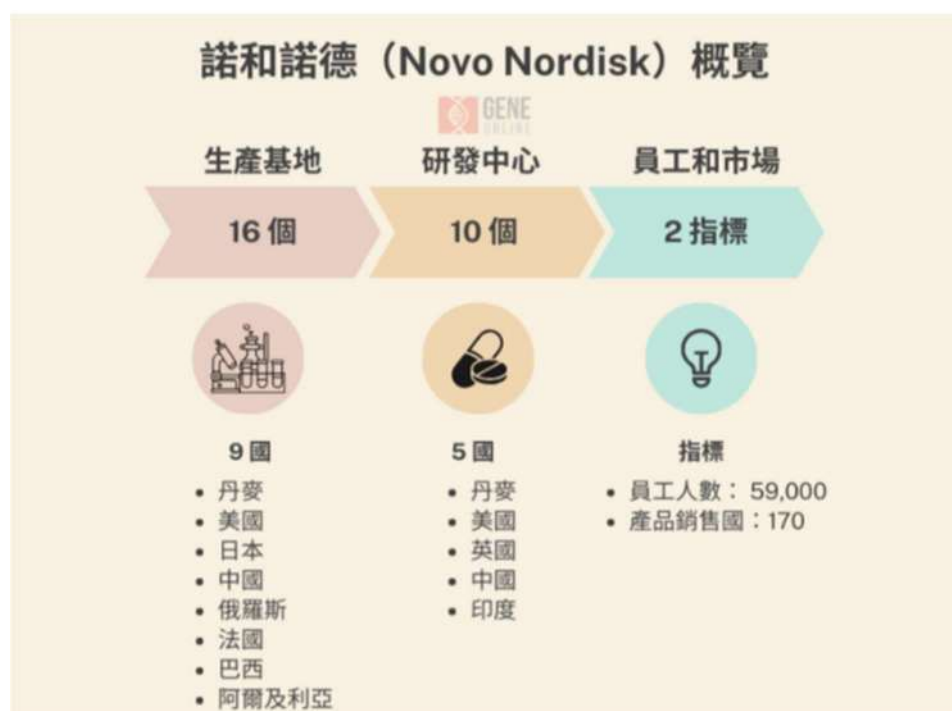 諾和諾德（Novo Nordisk）概覽
GENE
ONLINE
生產基地
研發中心
員工和市場
16 個
10 個
2 指標
9 國
丹麥
美國
日本
中國
俄羅斯
法國
巴西
阿爾及利亞
5 國
丹麥
美國
英國
中國
印度
指標
員工人數： 59,000
產品銷售國：170